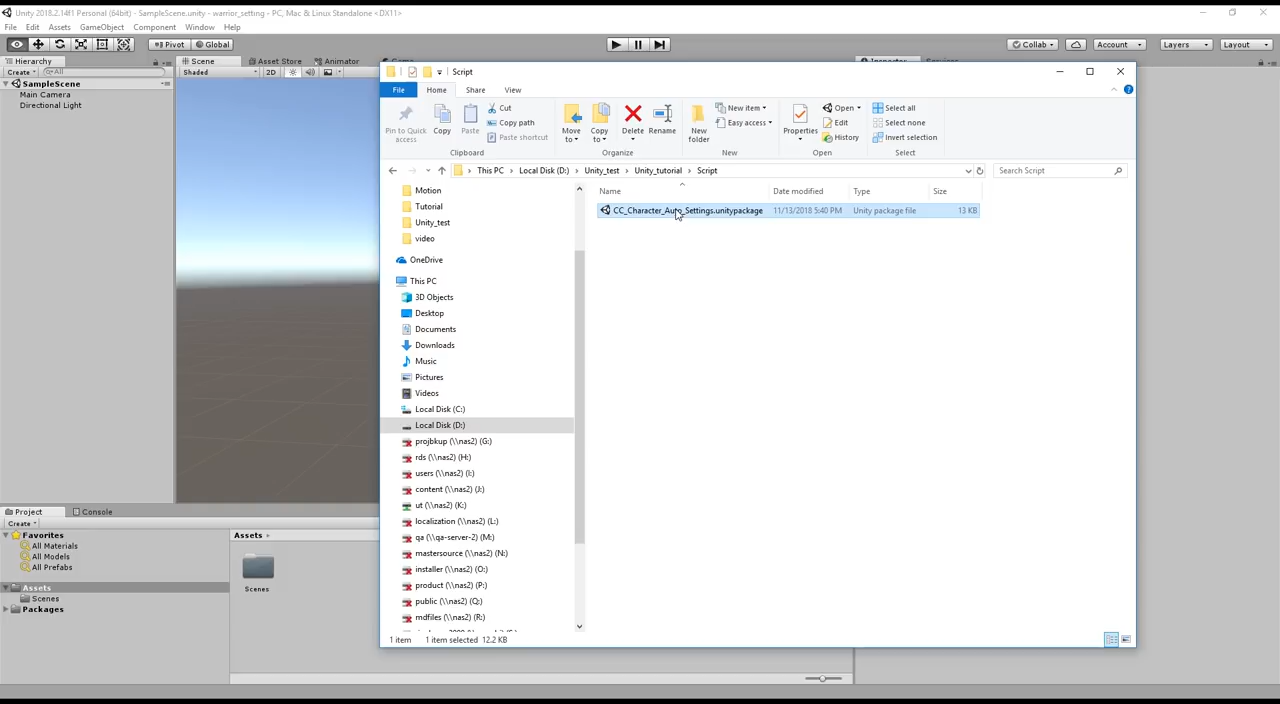 Unity 2018.2.14f1 Personal (64bit) - SampleScene.unity - warrior_setting - PC, Mac & Linux Standalone <DX11>
File Edit Assets GameObject Component Window Help
Pivot Global Collab Account Layers Layout
Hierarchy
Create All
SampleScene
Main Camera
Directional Light
Scene Asset Store Animator
Shaded 2D
Script
File Home Share View
Pin to Quick access
Copy
Paste
Cut
Copy path
Paste shortcut
Clipboard
Move to
Copy to
Delete
Rename
Organize
New folder
New item
Easy access
New
Properties
Open
Edit
History
Open
Select all
Select none
Invert selection
Select
This PC Local Disk (D:) Unity_test Unity_tutorial Script
Search Script
Name Date modified Type Size
CC_Character_Auto_Settings.unitypackage 11/13/2018 5:40 PM Unity package file 13 KB
Motion
Tutorial
Unity_test
video
OneDrive
This PC
3D Objects
Desktop
Documents
Downloads
Music
Pictures
Videos
Local Disk (C:)
Local Disk (D:)
projbkup (\\nas2) (G:)
rds (\\nas2) (H:)
users (\\nas2) (I:)
content (\\nas2) (J:)
ut (\\nas2) (K:)
localization (\\nas2) (L:)
qa (\\qa-server-2) (M:)
mastersource (\\nas2) (N:)
installer (\\nas2) (O:)
product (\\nas2) (P:)
public (\\nas2) (Q:)
mdfiles (\\nas2) (R:)
1 item 1 item selected 12.2 KB
Project Console
Create
Favorites
All Materials
All Models
All Prefabs
Assets
Scenes
Packages
Assets
Scenes